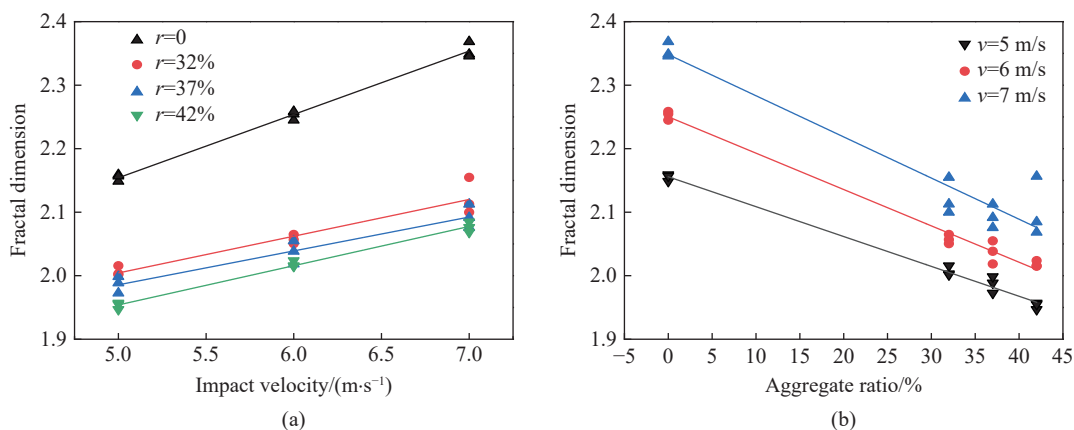 2.4
2.3
2.2
2.1
2.0
1.9
Fractal dimension
r=0
r=32%
r=37%
r=42%
5.0 5.5 6.0 6.5 7.0
Impact velocity/(m·s⁻¹)
(a)
2.4
2.3
2.2
2.1
2.0
1.9
Fractal dimension
v=5 m/s
v=6 m/s
v=7 m/s
−5 0 5 10 15 20 25 30 35 40 45
Aggregate ratio/%
(b)